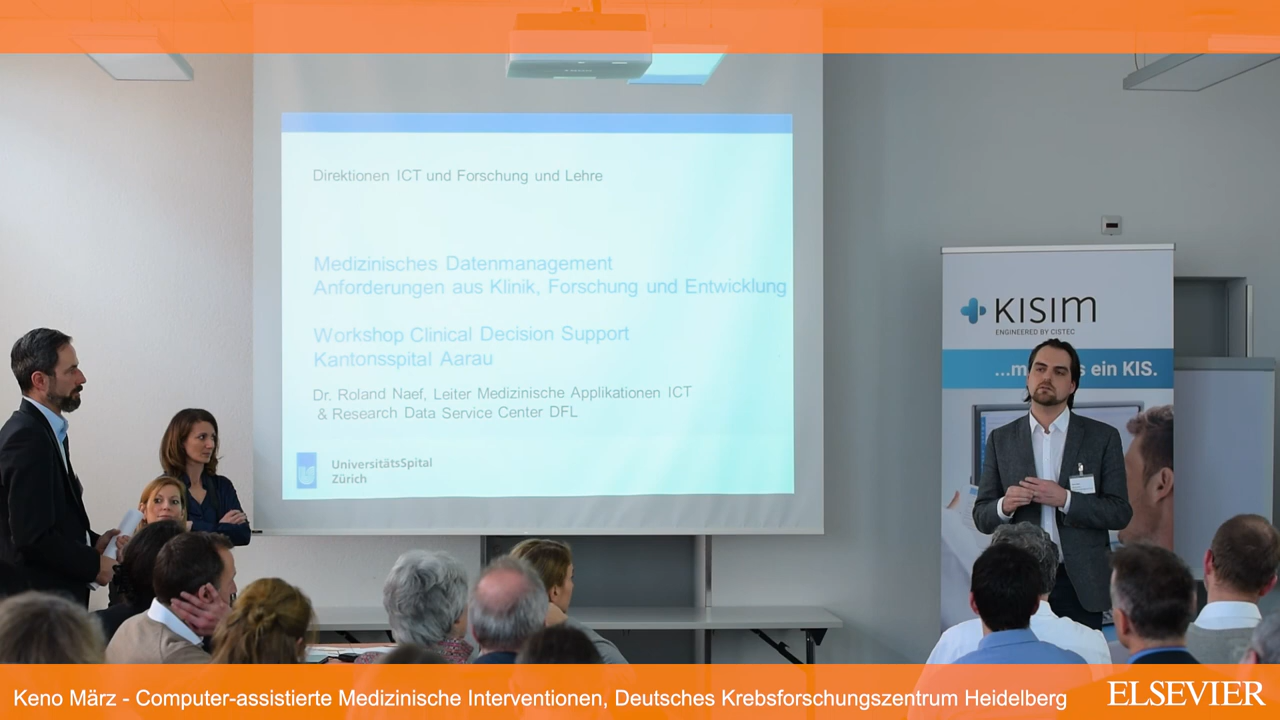 Direktionen ICT und Forschung und Lehre
Medizinisches Datenmanagement
Anforderungen aus Klinik, Forschung und Entwicklung
Workshop Clinical Decision Support
Kantonsspital Aarau
Dr. Roland Naef, Leiter Medizinische Applikationen ICT
& Research Data Service Center DFL
UniversitätsSpital
Zürich
KISIM
ENGINEERED BY CISTEC
ein KIS.
Keno März - Computer-assistierte Medizinische Interventionen, Deutsches Krebsforschungszentrum Heidelberg
ELSEVIER